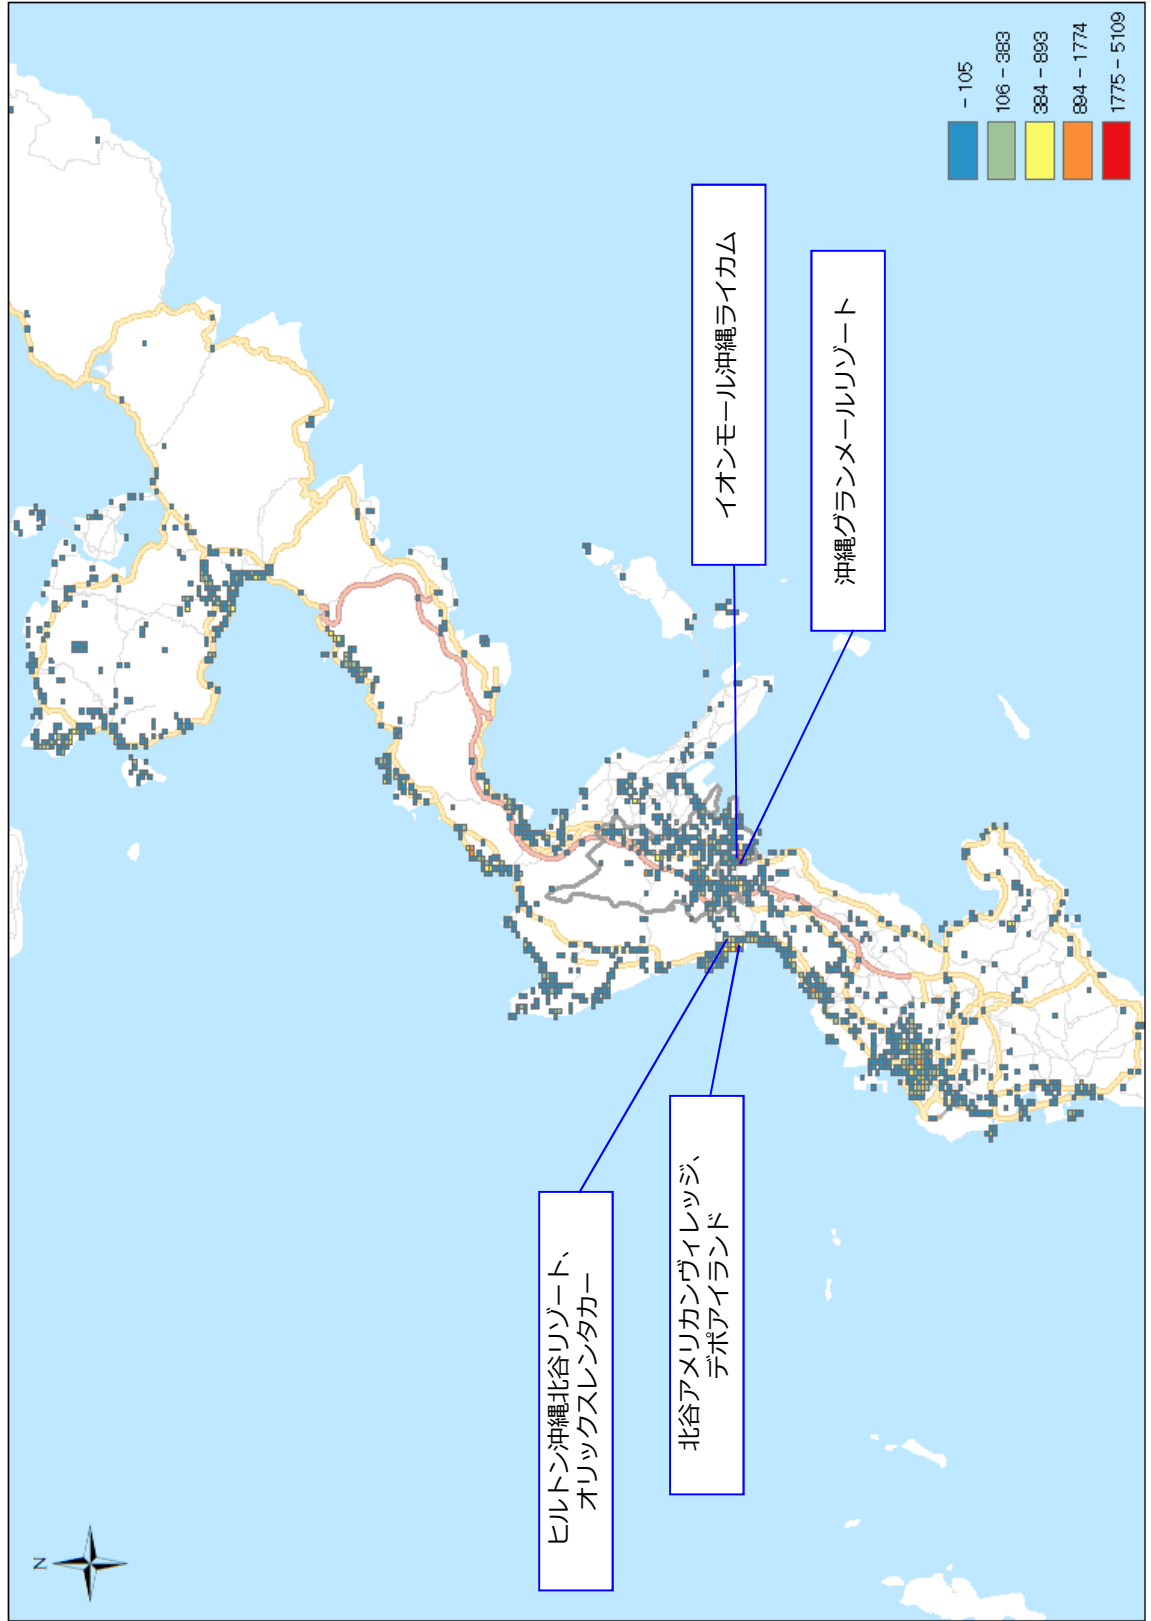 N
ヒルトン沖縄北谷リゾート、
オリックスレンタカー
北谷アメリカンヴィレッジ、
デポアイランド
イオンモール沖縄ライカム
沖縄グランメールリゾート
- 105
106 - 383
384 - 893
894 - 1774
1775 - 5109